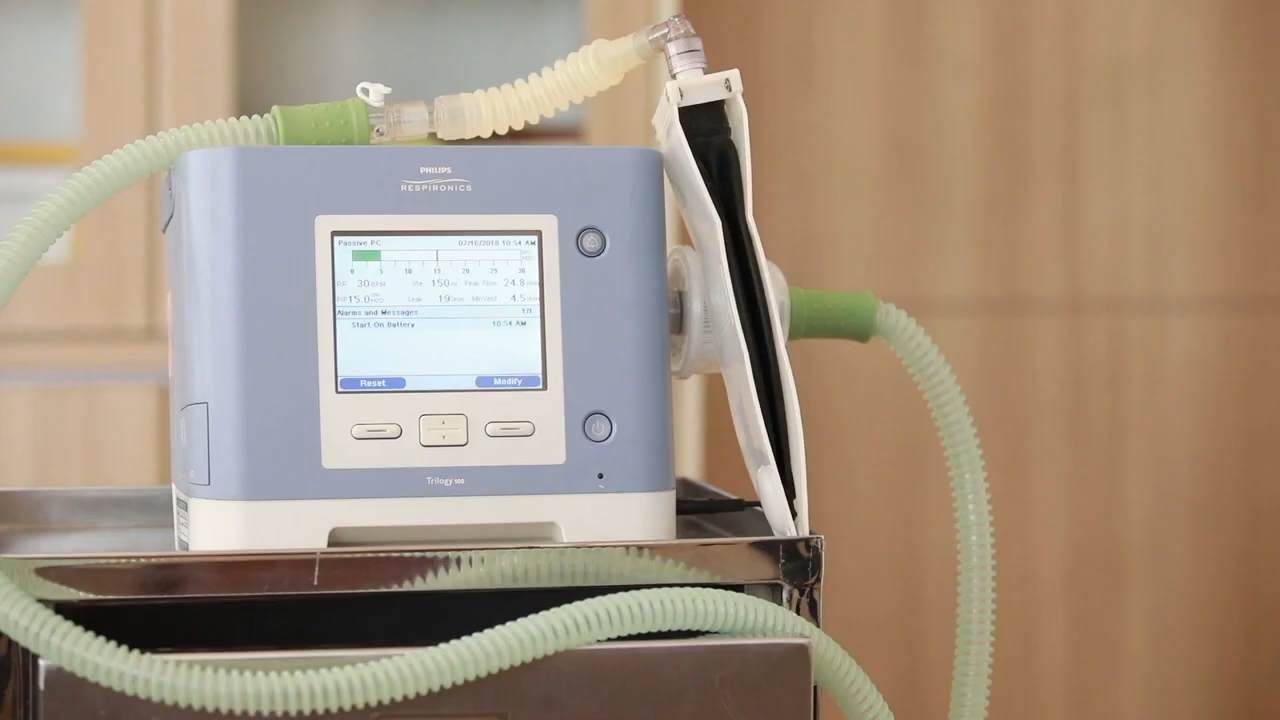 PHILIPS
RESPIRONICS
Passive PC 07/16/2018 10:54 AM
0 5 10 15 20 25 30
RR 30 BPM Vte 150 Peak Flow 24.8
PIP 15.0 Leak 19 MinVent 4.5
Alarms and Messages 1/1
Start On Battery 10:54 AM
Reset Modify
Trilogy 100